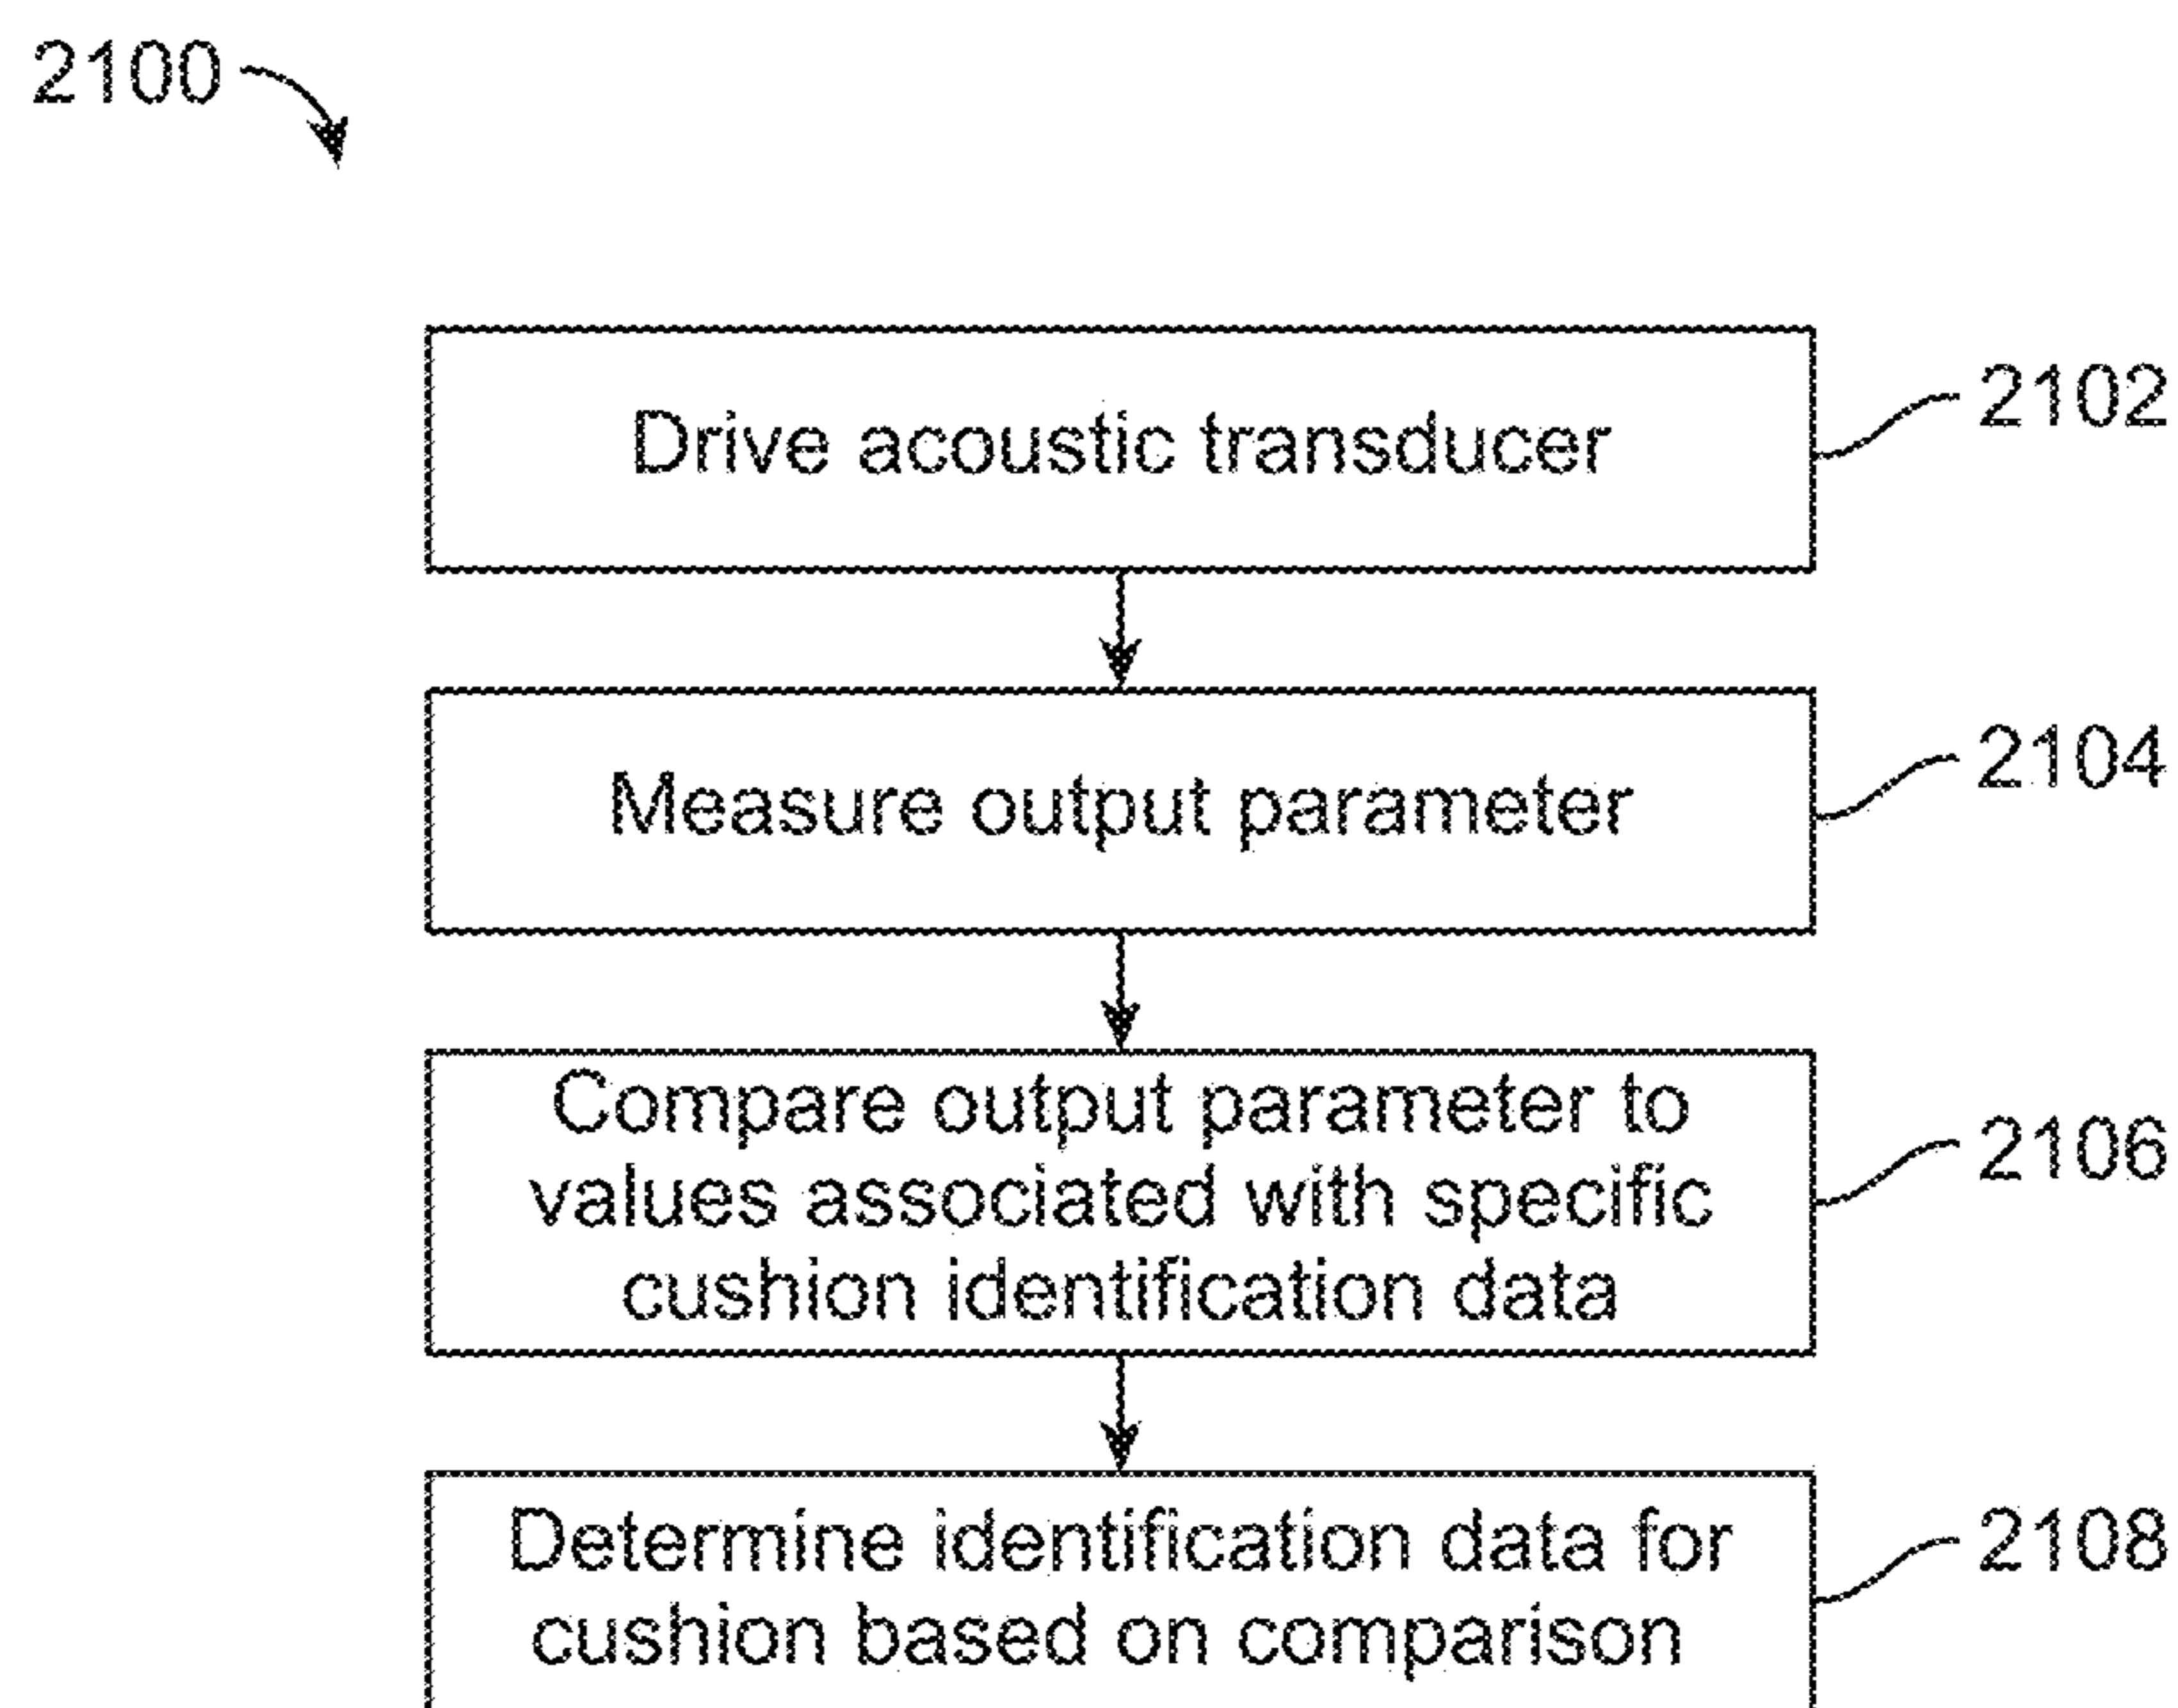 2100
Drive acoustic transducer
2102
Measure output parameter
2104
Compare output parameter to
values associated with specific
cushion identification data
2106
Determine identification data for
cushion based on comparison
2108